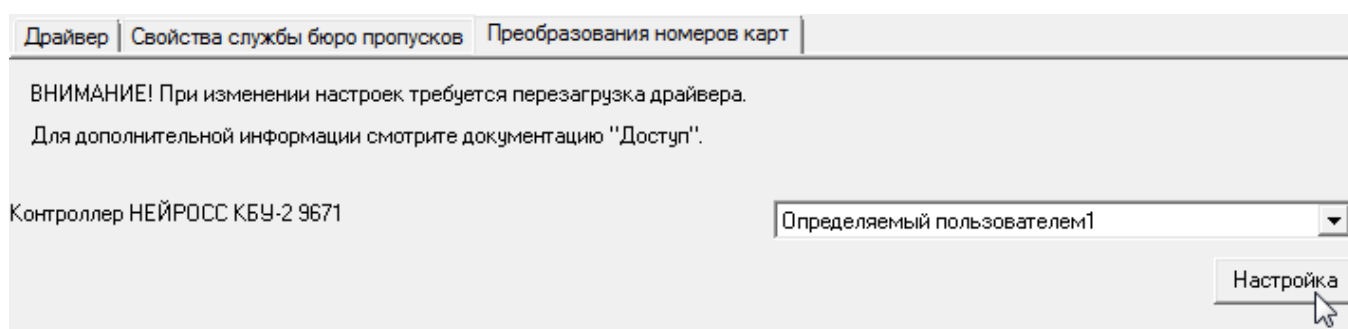 Драйвер Свойства службы бюро пропусков Преобразования номеров карт
ВНИМАНИЕ! При изменении настроек требуется перезагрузка драйвера.
Для дополнительной информации смотрите документацию "Доступ".
Контроллер НЕЙРОСС КБУ-2 9671 Определяемый пользователем1
Настройка